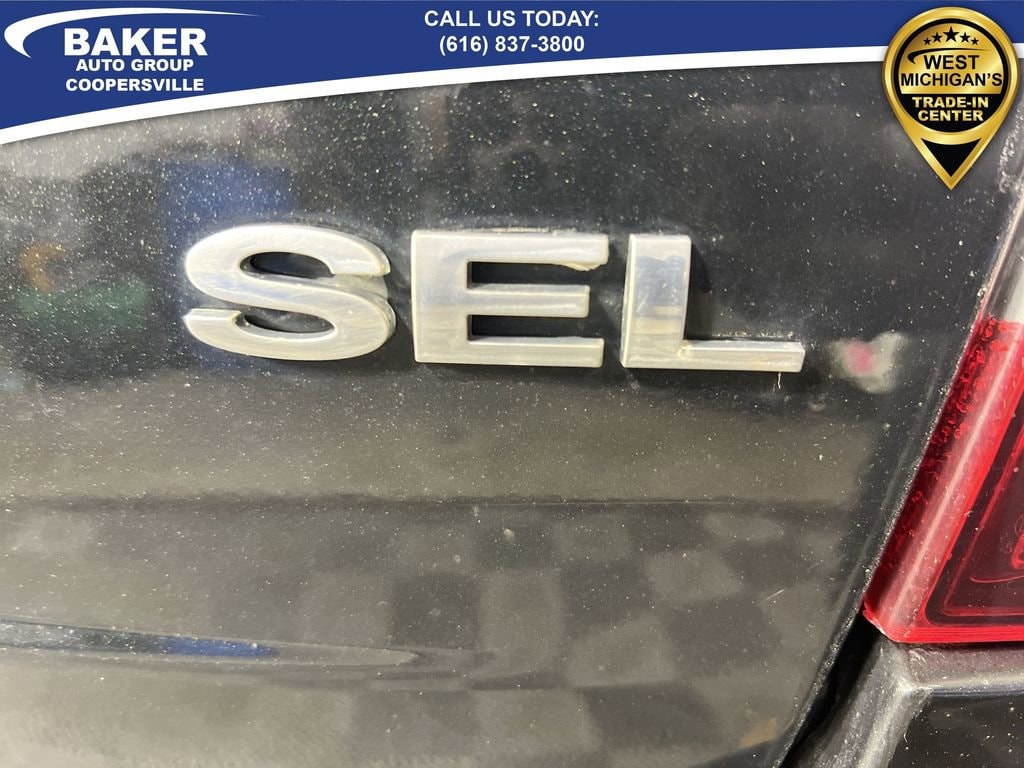 BAKER
AUTO GROUP
COOPERSVILLE
CALL US TODAY:
(616) 837-3800
WEST
MICHIGAN'S
TRADE-IN
CENTER
SEL